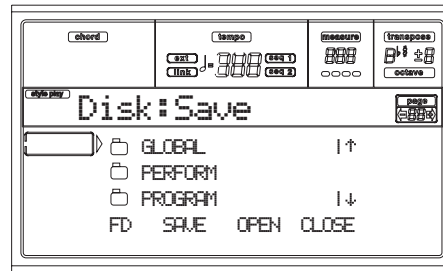 chord tempo measure transpose
ext seq 1
link seq 2
octave
style play page
Disk:Save
GLOBAL
PERFORM
PROGRAM
FD SAVE OPEN CLOSE